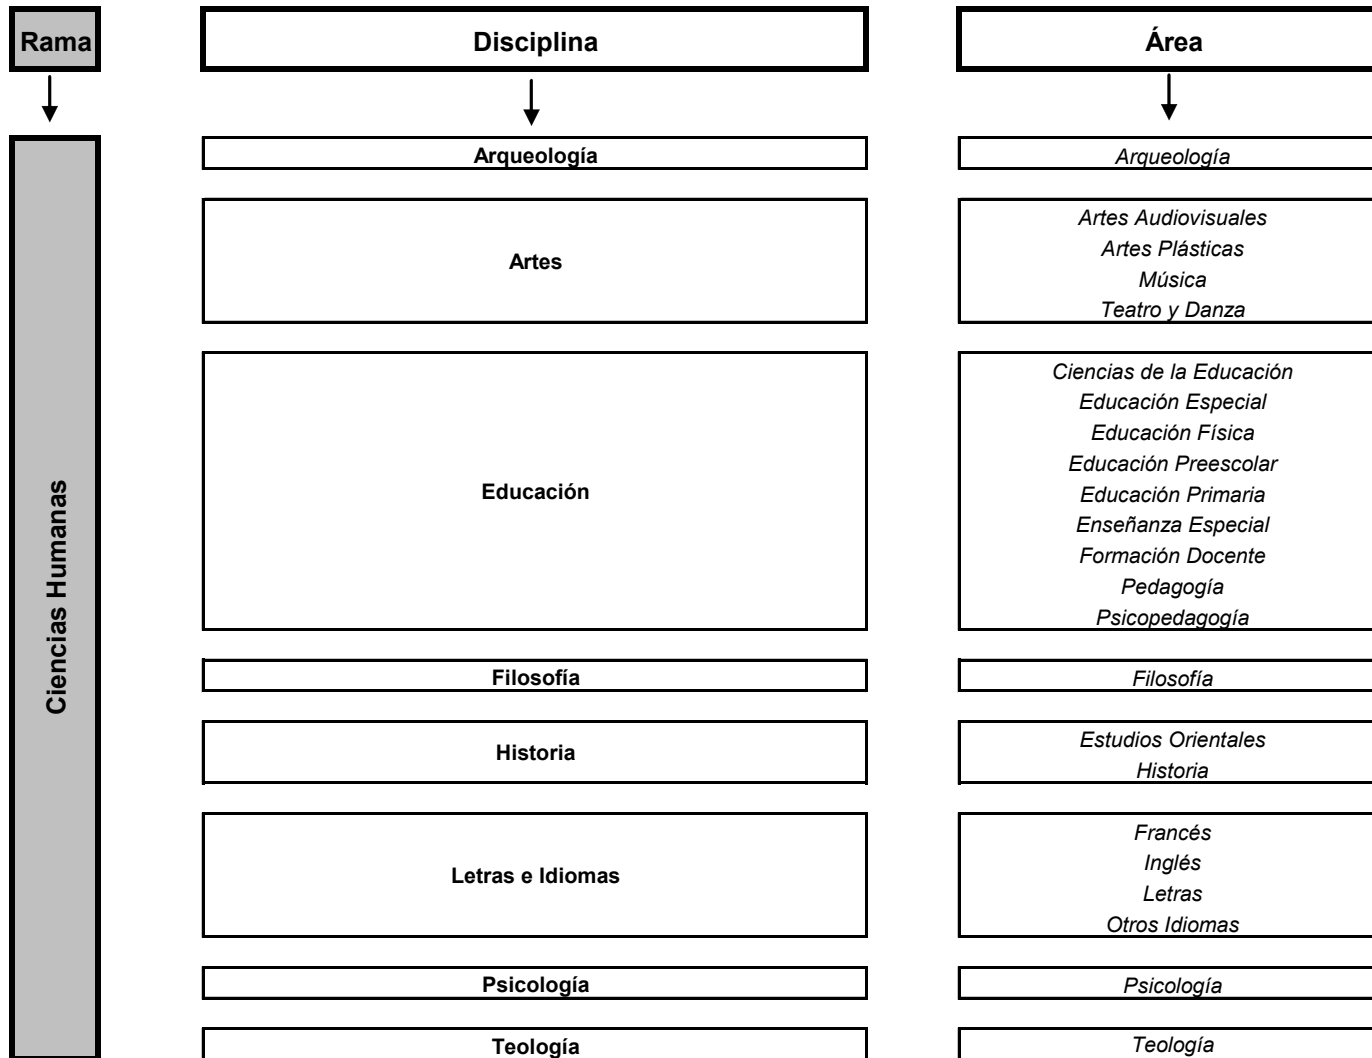 Rama
Disciplina
Área
Ciencias Humanas
Arqueología
Arqueología
Artes
Artes Audiovisuales
Artes Plásticas
Música
Teatro y Danza
Educación
Ciencias de la Educación
Educación Especial
Educación Física
Educación Preescolar
Educación Primaria
Enseñanza Especial
Formación Docente
Pedagogía
Psicopedagogía
Filosofía
Filosofía
Historia
Estudios Orientales
Historia
Letras e Idiomas
Francés
Inglés
Letras
Otros Idiomas
Psicología
Psicología
Teología
Teología